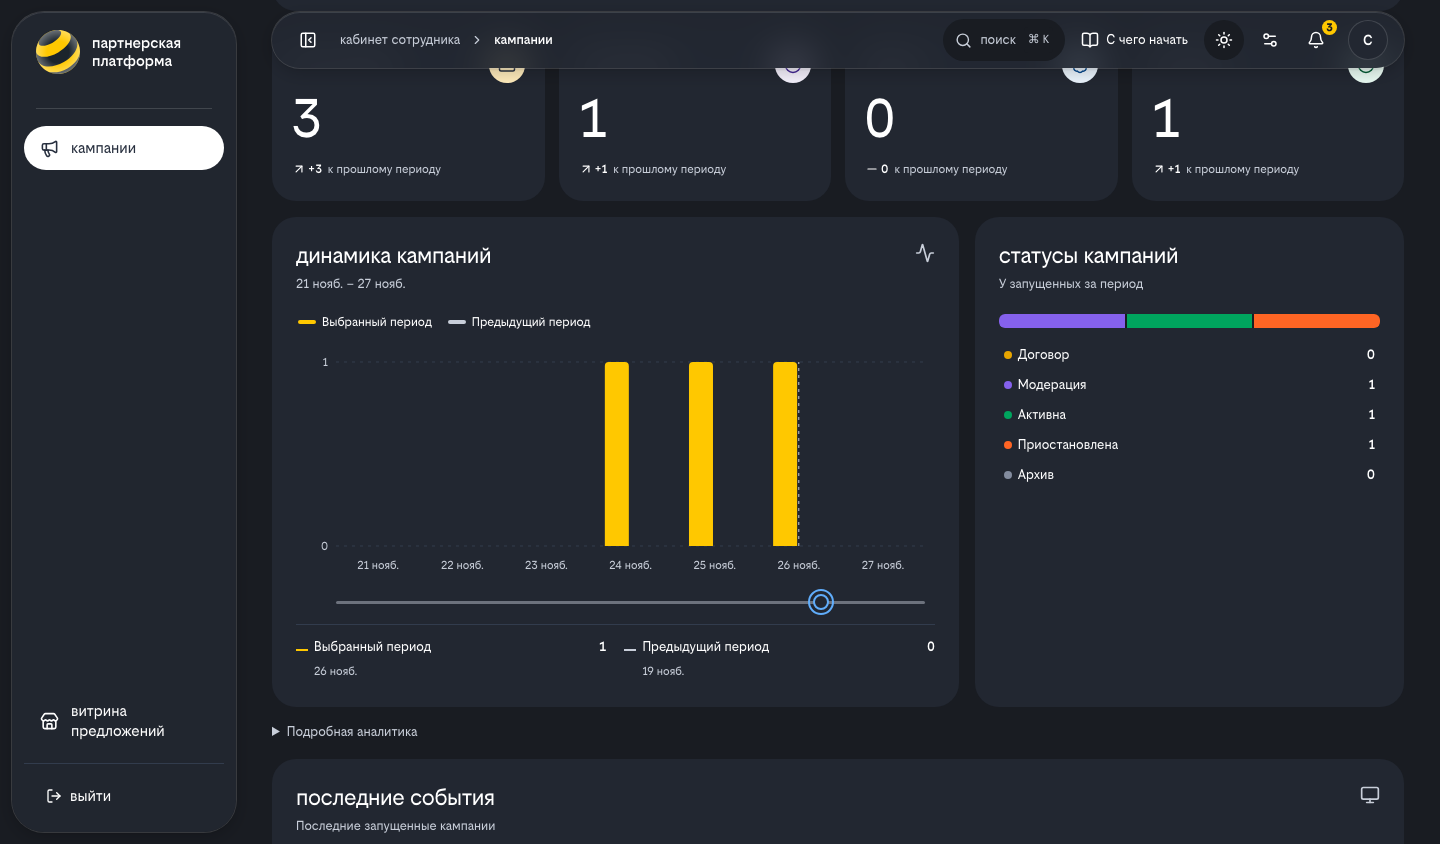 партнерская
платформа
кампании
витрина
предложений
выйти
кабинет сотрудника > кампании
поиск ⌘ K
С чего начать
3
С
3
+3 к прошлому периоду
1
+1 к прошлому периоду
0
— 0 к прошлому периоду
1
+1 к прошлому периоду
динамика кампаний
21 нояб. – 27 нояб.
Выбранный период Предыдущий период
1
0
21 нояб. 22 нояб. 23 нояб. 24 нояб. 25 нояб. 26 нояб. 27 нояб.
Выбранный период 1
26 нояб.
Предыдущий период 0
19 нояб.
статусы кампаний
У запущенных за период
Договор 0
Модерация 1
Активна 1
Приостановлена 1
Архив 0
Подробная аналитика
последние события
Последние запущенные кампании